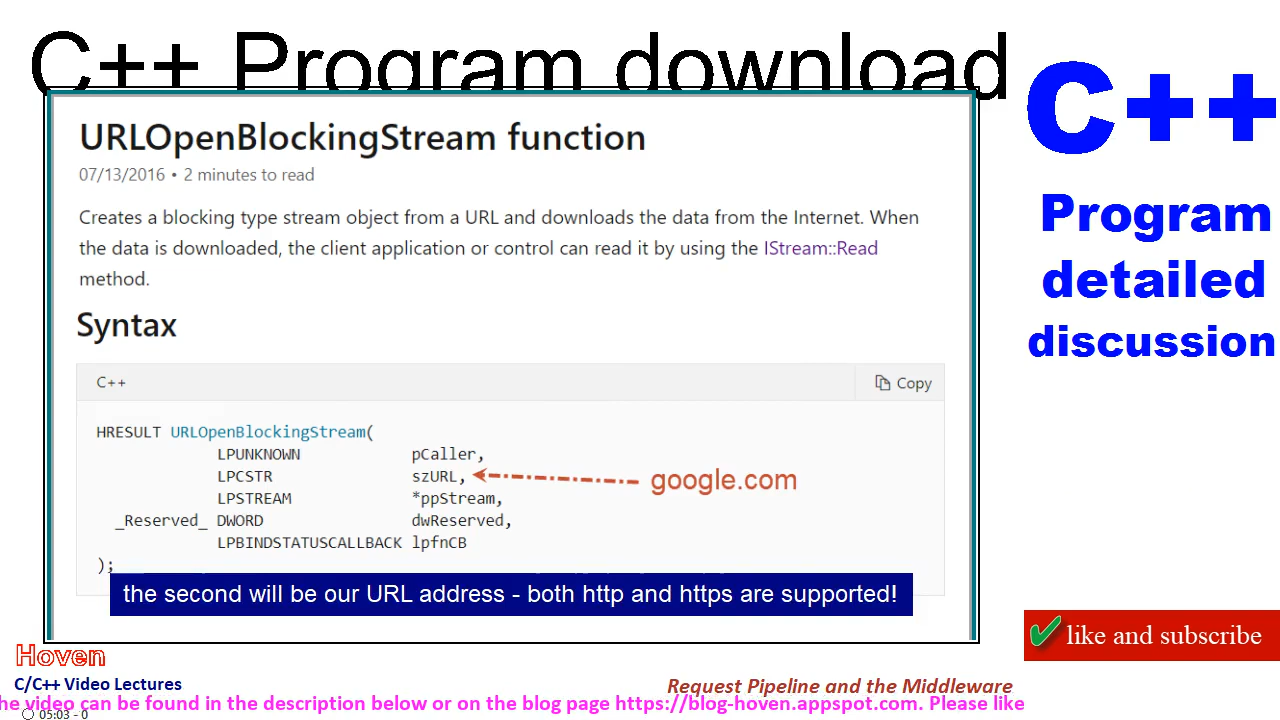 C++ Program download
C++
Program
detailed
discussion
URLOpenBlockingStream function
07/13/2016 • 2 minutes to read
Creates a blocking type stream object from a URL and downloads the data from the Internet. When
the data is downloaded, the client application or control can read it by using the IStream::Read
method.
Syntax
C++
Copy
HRESULT URLOpenBlockingStream(
LPUNKNOWN pCaller,
LPCSTR szURL,
google.com
LPSTREAM *ppStream,
_Reserved_ DWORD dwReserved,
LPBINDSTATUSCALLBACK lpfnCB
);
the second will be our URL address - both http and https are supported!
like and subscribe
Hoven
C/C++ Video Lectures
Request Pipeline and the Middleware
he video can be found in the description below or on the blog page https://blog-hoven.appspot.com. Please like
05:03 - 0